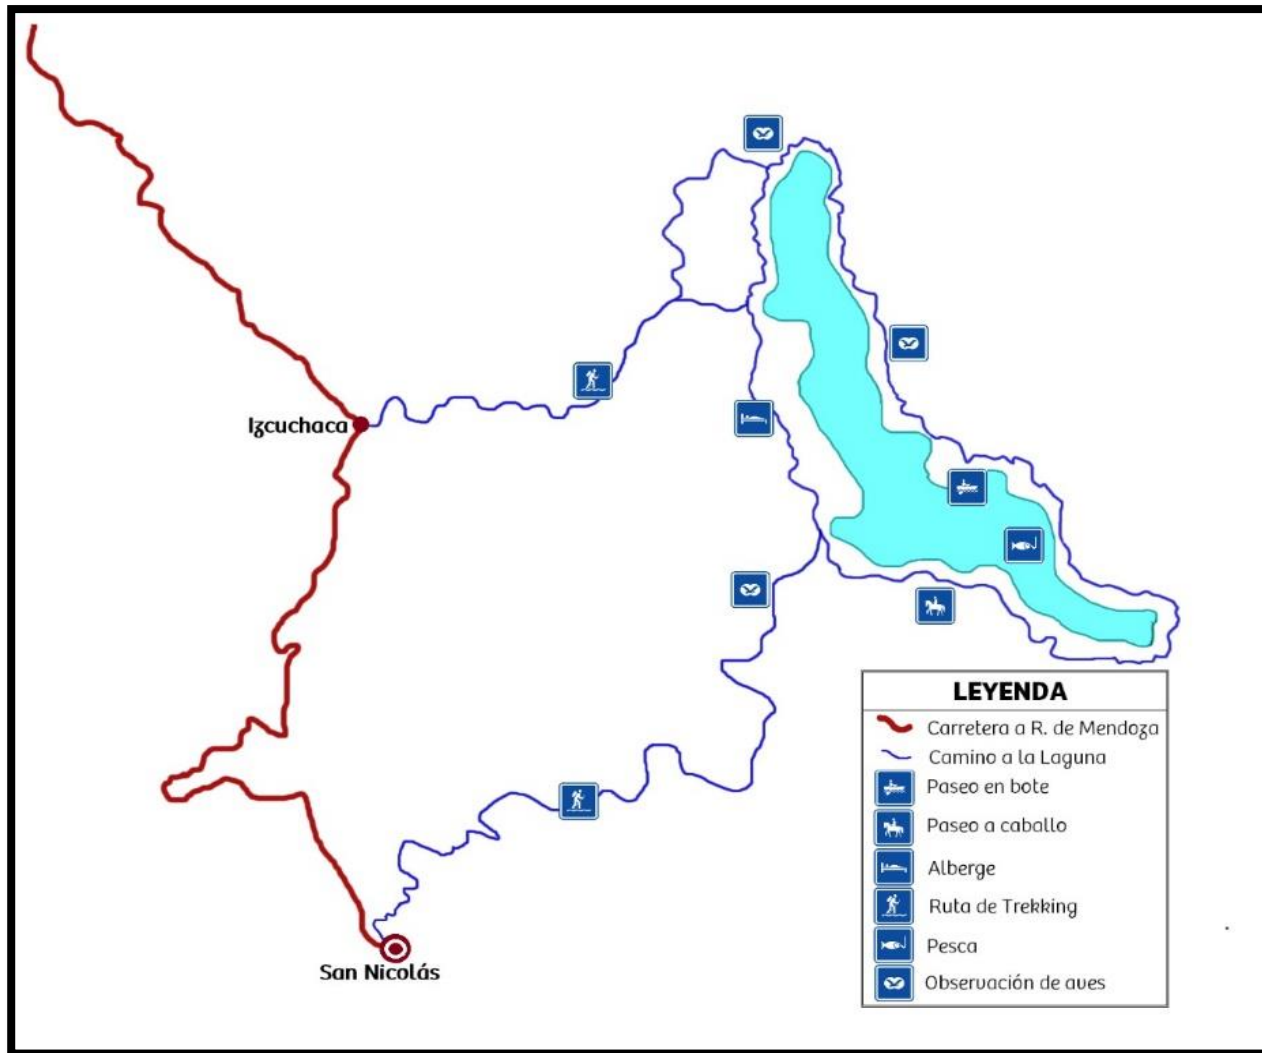 Izcuchaca
San Nicolás
LEYENDA
Carretera a R. de Mendoza
Camino a la Laguna
Paseo en bote
Paseo a caballo
Alberge
Ruta de Trekking
Pesca
Observación de aves